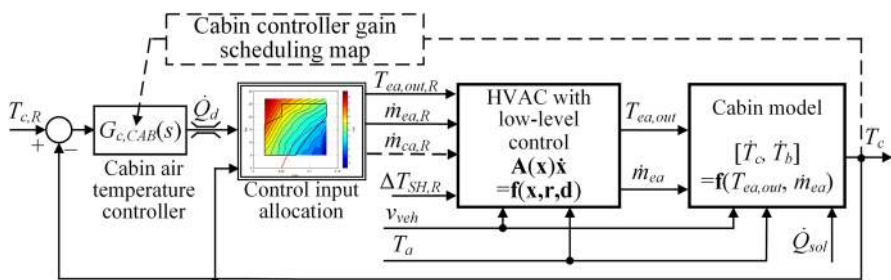 Cabin controller gain
scheduling map
T_{c,R}
+
−
G_{c,CAB}(s)
Cabin air
temperature
controller
Q̇_d
Control input
allocation
T_{ea,out,R}
ṁ_{ea,R}
ṁ_{ca,R}
ΔT_{SH,R}
v_{veh}
T_a
HVAC with
low-level
control
A(x)ẋ
=f(x,r,d)
T_{ea,out}
ṁ_{ea}
Cabin model
[Ṫ_c, Ṫ_b]
=f(T_{ea,out}, ṁ_{ea})
T_c
Q̇_{sol}